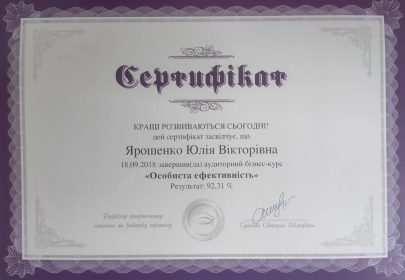 Сертифікат
КРАЩІ РОЗВИВАЮТЬСЯ СЬОГОДНІ!
цей сертифікат засвідчує, що
Ярошенко Юлія Вікторівна
18.09.2018 завершив(ла) аудиторний бізнес-курс
«Особиста ефективність»
Результат: 92,31 %